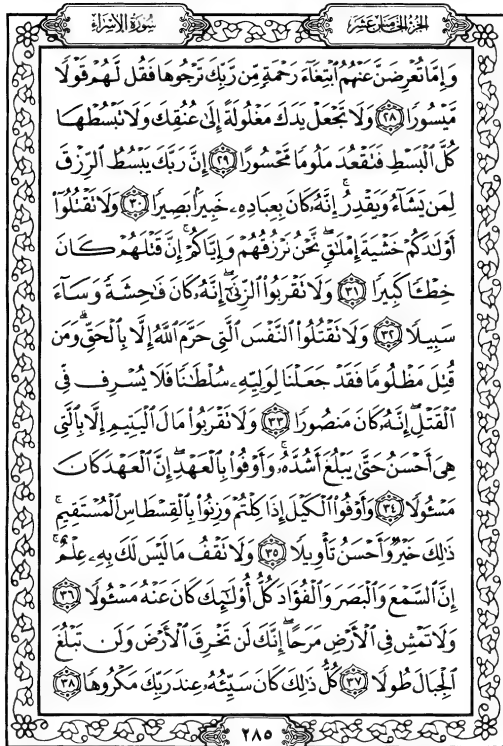 الجزء الخامس عشر
سورة الإسراء
وَإِمَّا تُعْرِضَنَّ عَنْهُمُ ٱبْتِغَآءَ رَحْمَةٍ مِّن رَّبِّكَ تَرْجُوهَا فَقُل لَّهُمْ قَوْلًا
مَّيْسُورًا ٢٨ وَلَا تَجْعَلْ يَدَكَ مَغْلُولَةً إِلَىٰ عُنُقِكَ وَلَا تَبْسُطْهَا
كُلَّ ٱلْبَسْطِ فَتَقْعُدَ مَلُومًا مَّحْسُورًا ٢٩ إِنَّ رَبَّكَ يَبْسُطُ ٱلرِّزْقَ
لِمَن يَشَآءُ وَيَقْدِرُ ۚ إِنَّهُۥ كَانَ بِعِبَادِهِۦ خَبِيرًۢا بَصِيرًا ٣٠ وَلَا تَقْتُلُوٓا۟
أَوْلَٰدَكُمْ خَشْيَةَ إِمْلَٰقٍ ۖ نَّحْنُ نَرْزُقُهُمْ وَإِيَّاكُمْ ۚ إِنَّ قَتْلَهُمْ كَانَ
خِطْـًٔا كَبِيرًا ٣١ وَلَا تَقْرَبُوا۟ ٱلزِّنَىٰٓ ۖ إِنَّهُۥ كَانَ فَٰحِشَةً وَسَآءَ
سَبِيلًا ٣٢ وَلَا تَقْتُلُوا۟ ٱلنَّفْسَ ٱلَّتِى حَرَّمَ ٱللَّهُ إِلَّا بِٱلْحَقِّ ۗ وَمَن
قُتِلَ مَظْلُومًا فَقَدْ جَعَلْنَا لِوَلِيِّهِۦ سُلْطَٰنًا فَلَا يُسْرِف فِّى
ٱلْقَتْلِ ۖ إِنَّهُۥ كَانَ مَنصُورًا ٣٣ وَلَا تَقْرَبُوا۟ مَالَ ٱلْيَتِيمِ إِلَّا بِٱلَّتِى
هِىَ أَحْسَنُ حَتَّىٰ يَبْلُغَ أَشُدَّهُۥ ۚ وَأَوْفُوا۟ بِٱلْعَهْدِ ۖ إِنَّ ٱلْعَهْدَ كَانَ
مَسْـُٔولًا ٣٤ وَأَوْفُوا۟ ٱلْكَيْلَ إِذَا كِلْتُمْ وَزِنُوا۟ بِٱلْقِسْطَاسِ ٱلْمُسْتَقِيمِ ۚ
ذَٰلِكَ خَيْرٌ وَأَحْسَنُ تَأْوِيلًا ٣٥ وَلَا تَقْفُ مَا لَيْسَ لَكَ بِهِۦ عِلْمٌ ۚ
إِنَّ ٱلسَّمْعَ وَٱلْبَصَرَ وَٱلْفُؤَادَ كُلُّ أُو۟لَٰٓئِكَ كَانَ عَنْهُ مَسْـُٔولًا ٣٦
وَلَا تَمْشِ فِى ٱلْأَرْضِ مَرَحًا ۖ إِنَّكَ لَن تَخْرِقَ ٱلْأَرْضَ وَلَن تَبْلُغَ
ٱلْجِبَالَ طُولًا ٣٧ كُلُّ ذَٰلِكَ كَانَ سَيِّئُهُۥ عِندَ رَبِّكَ مَكْرُوهًا ٣٨
٢٨٥